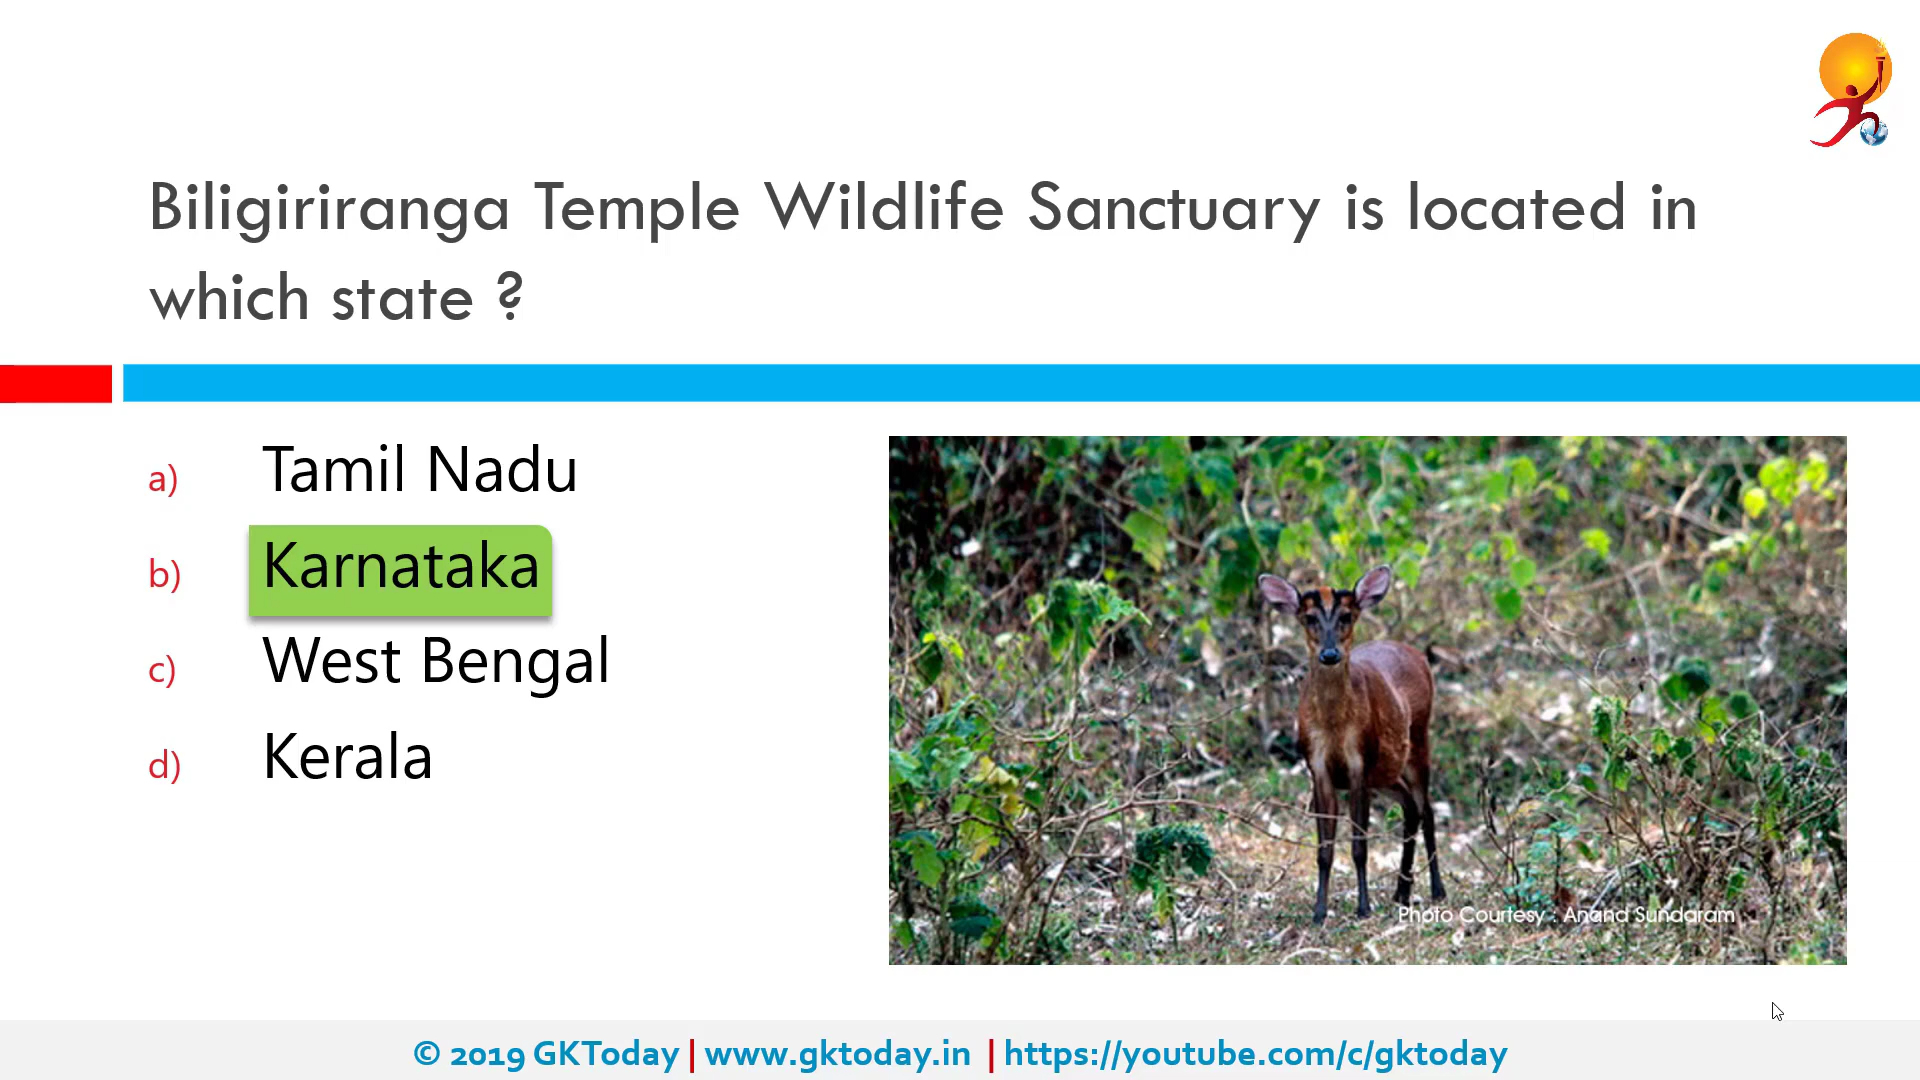 Biligiriranga Temple Wildlife Sanctuary is located in
which state ?
a) Tamil Nadu
b) Karnataka
c) West Bengal
d) Kerala
Photo Courtesy : Anand Sundaram
© 2019 GKToday | www.gktoday.in | https://youtube.com/c/gktoday